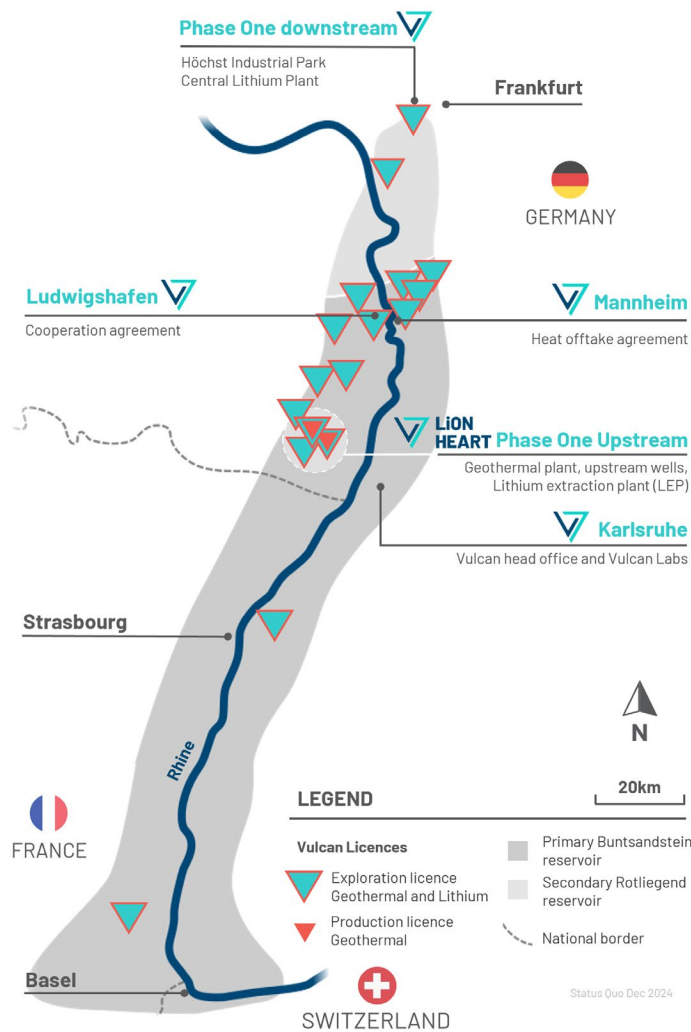 Phase One downstream
Höchst Industrial Park
Central Lithium Plant
Frankfurt
GERMANY
Ludwigshafen
Cooperation agreement
Mannheim
Heat offtake agreement
LiON
HEART Phase One Upstream
Geothermal plant, upstream wells,
Lithium extraction plant (LEP)
Karlsruhe
Vulcan head office and Vulcan Labs
Strasbourg
N
Rhine
20km
LEGEND
FRANCE
Vulcan Licences
Exploration licence
Geothermal and Lithium
Production licence
Geothermal
Primary Buntsandstein
reservoir
Secondary Rotliegend
reservoir
National border
Basel
Status Quo Dec 2024
SWITZERLAND